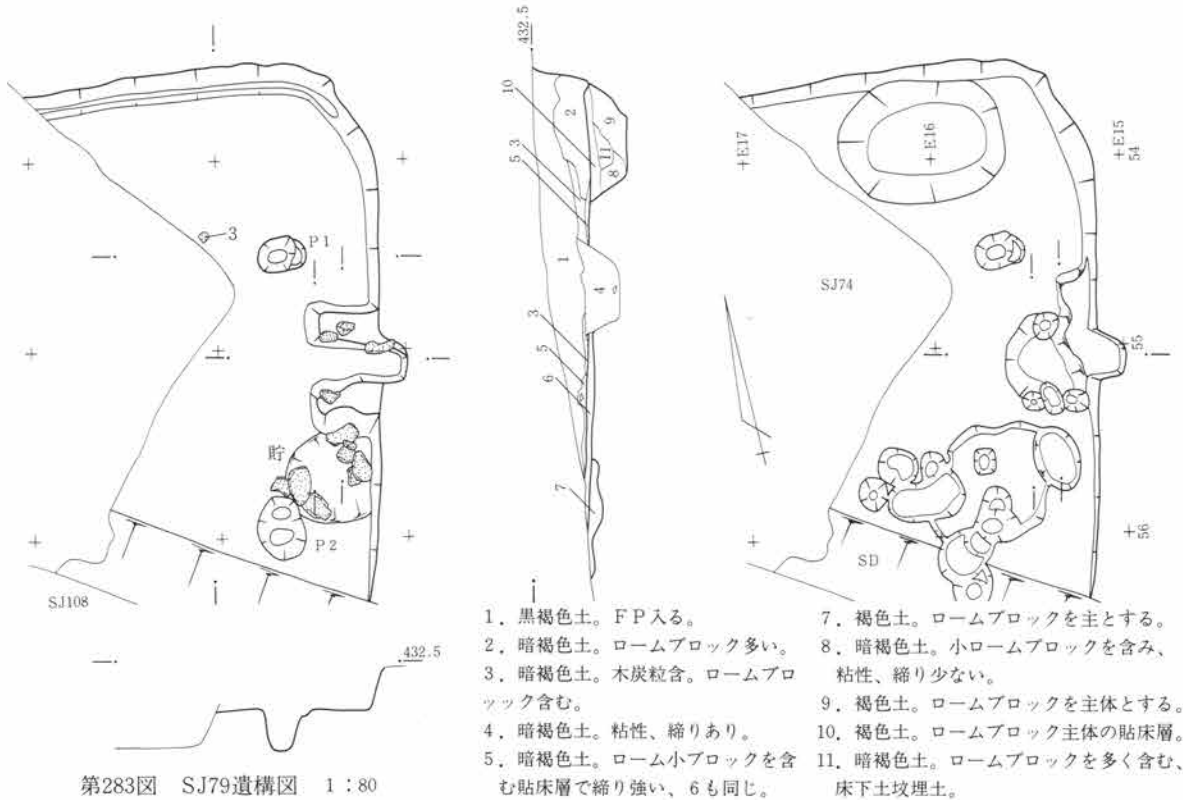 432.5
10
2
9
11
8
5 3
1
4
3
5
6
7
3
P1
貯
P2
SJ108
432.5
E17
E16
E15
54
SJ74
55
56
SD
1．黒褐色土。FP入る。
2．暗褐色土。ロームブロック多い。
3．暗褐色土。木炭粒含。ロームブロ
ック含む。
4．暗褐色土。粘性、締りあり。
5．暗褐色土。ローム小ブロックを含
む貼床層で締り強い、6も同じ。
7．褐色土。ロームブロックを主とする。
8．暗褐色土。小ロームブロックを含み、
粘性、締り少ない。
9．褐色土。ロームブロックを主体とする。
10．褐色土。ロームブロック主体の貼床層。
11．暗褐色土。ロームブロックを多く含む、
床下土坟埋土。
第283図 SJ79遺構図 1：80